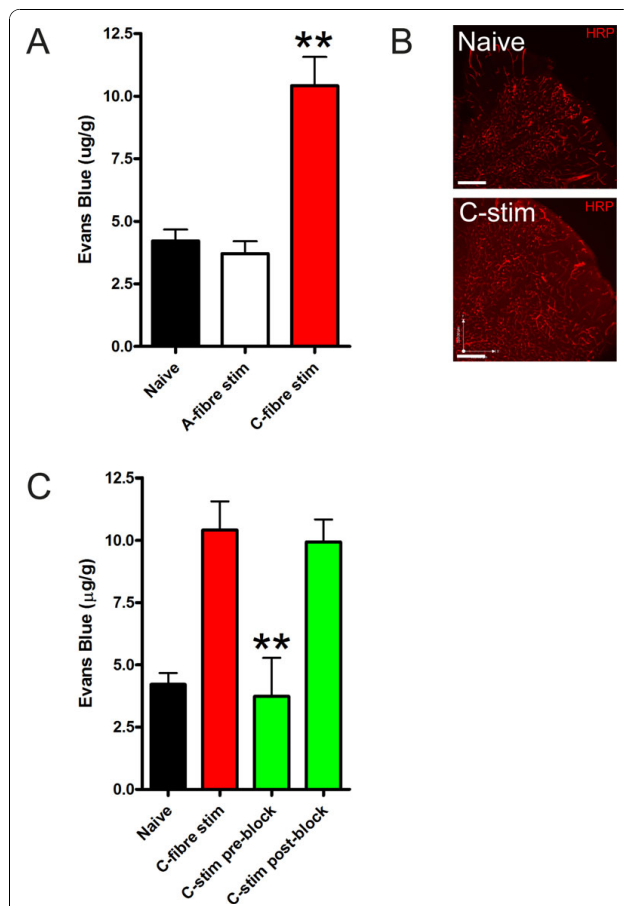 A
Evans Blue (ug/g)
12.5
10.0
7.5
5.0
2.5
0.0
**
Naive
A-fibre stim
C-fibre stim
B
Naive
HRP
C-stim
HRP
C
Evans Blue (µg/g)
12.5
10.0
7.5
5.0
2.5
0.0
**
Naive
C-fibre stim
C-stim pre-block
C-stim post-block